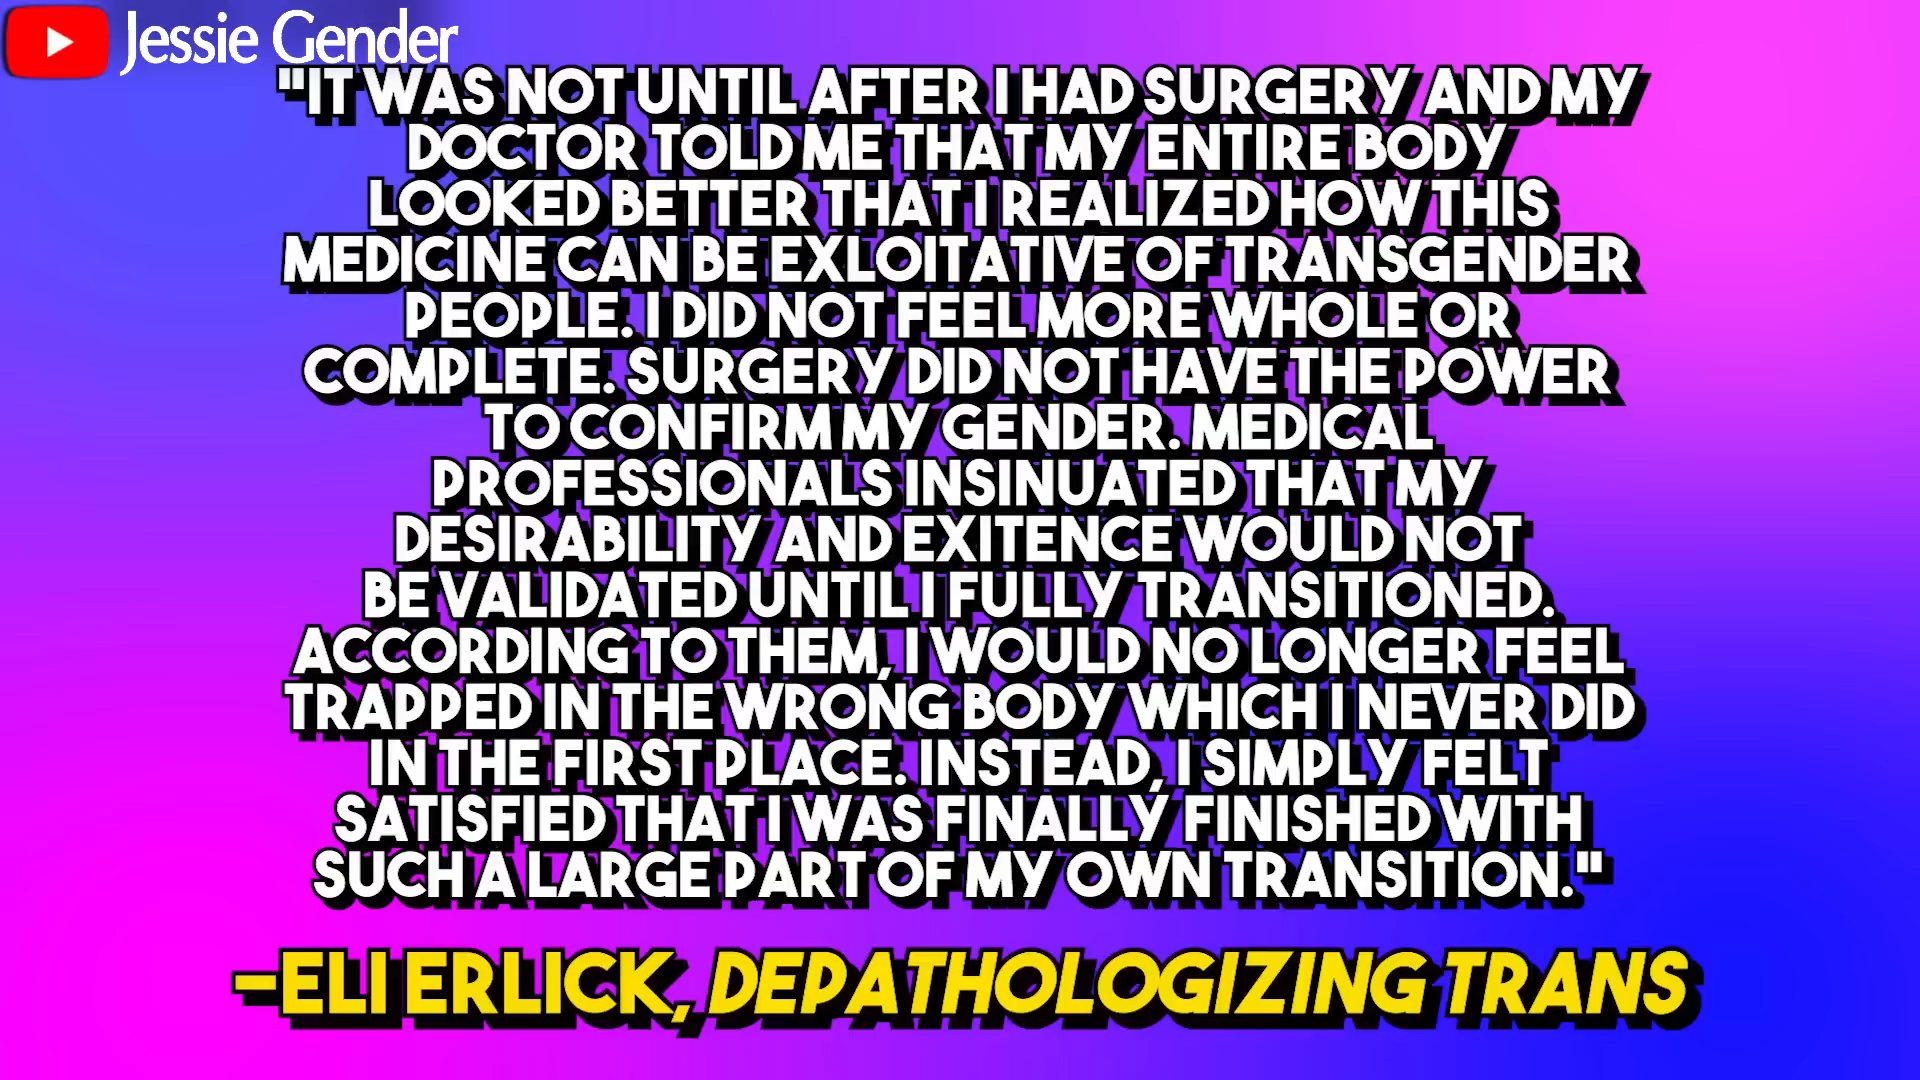 Jessie Gender
"IT WAS NOT UNTIL AFTER I HAD SURGERY AND MY
DOCTOR TOLD ME THAT MY ENTIRE BODY
LOOKED BETTER THAT I REALIZED HOW THIS
MEDICINE CAN BE EXLOITATIVE OF TRANSGENDER
PEOPLE. I DID NOT FEEL MORE WHOLE OR
COMPLETE. SURGERY DID NOT HAVE THE POWER
TO CONFIRM MY GENDER. MEDICAL
PROFESSIONALS INSINUATED THAT MY
DESIRABILITY AND EXITENCE WOULD NOT
BE VALIDATED UNTIL I FULLY TRANSITIONED.
ACCORDING TO THEM, I WOULD NO LONGER FEEL
TRAPPED IN THE WRONG BODY WHICH I NEVER DID
IN THE FIRST PLACE. INSTEAD, I SIMPLY FELT
SATISFIED THAT I WAS FINALLY FINISHED WITH
SUCH A LARGE PART OF MY OWN TRANSITION."
-ELI ERLICK, DEPATHOLOGIZING TRANS